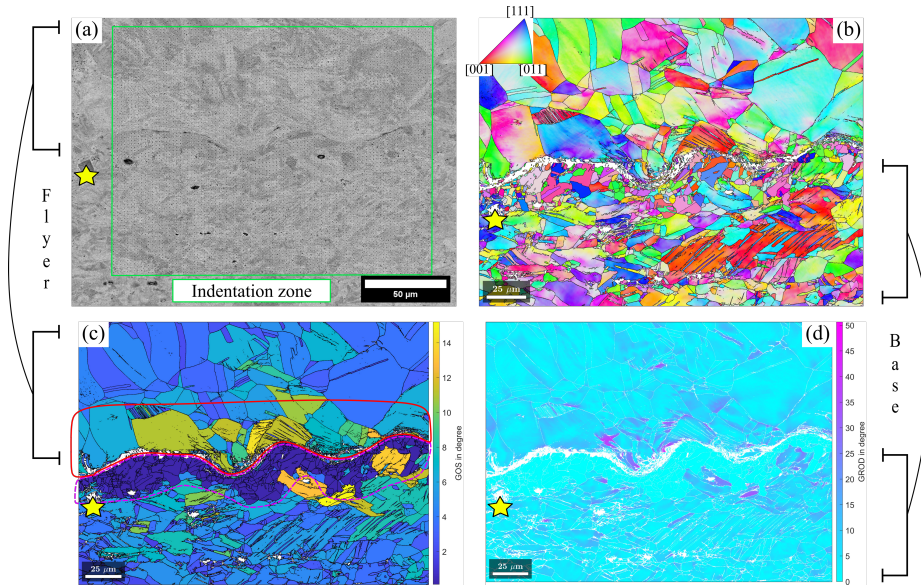 (a)
Indentation zone
50 μm
(b)
[111]
[001]
[011]
25 μm
F
l
y
e
r
(c)
14
12
10
8
6
4
2
GOS in degree
25 μm
(d)
50
45
40
35
30
25
20
15
10
5
0
GROD in degree
25 μm
B
a
s
e